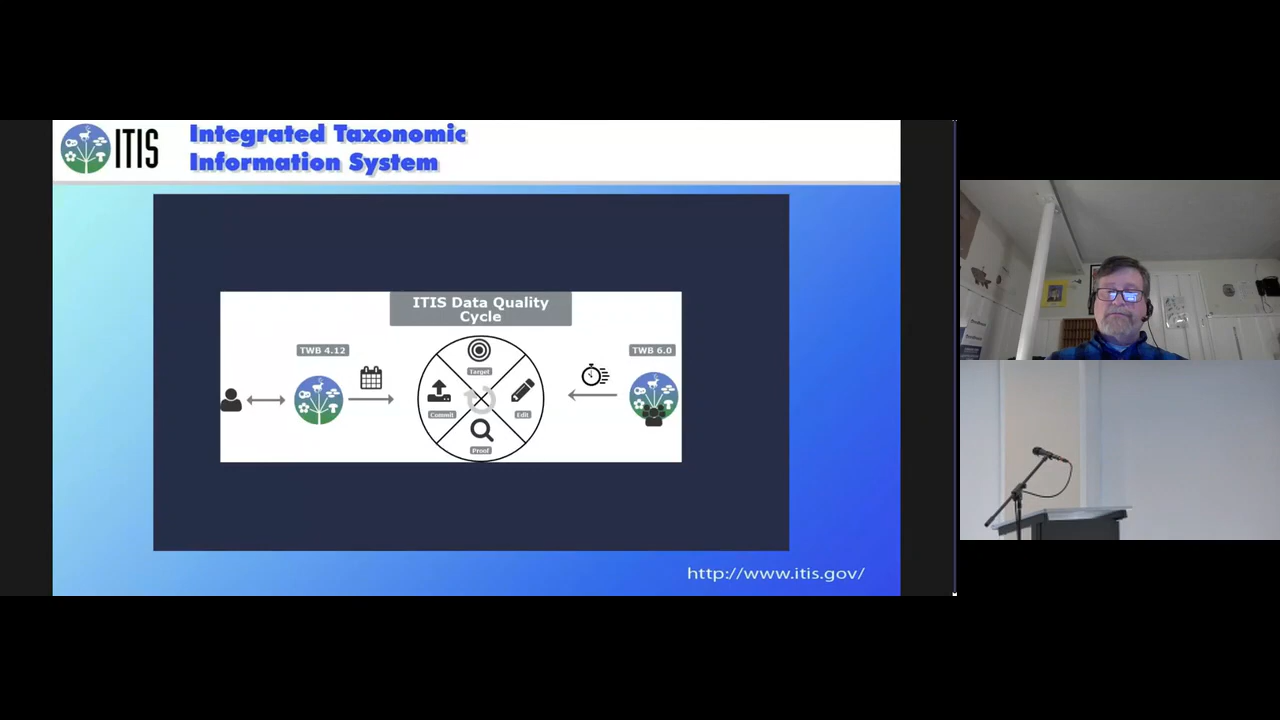 ITIS
Integrated Taxonomic
Information System
ITIS Data Quality
Cycle
TWB 4.12
TWB 6.0
Target
Commit
Edit
Proof
http://www.itis.gov/